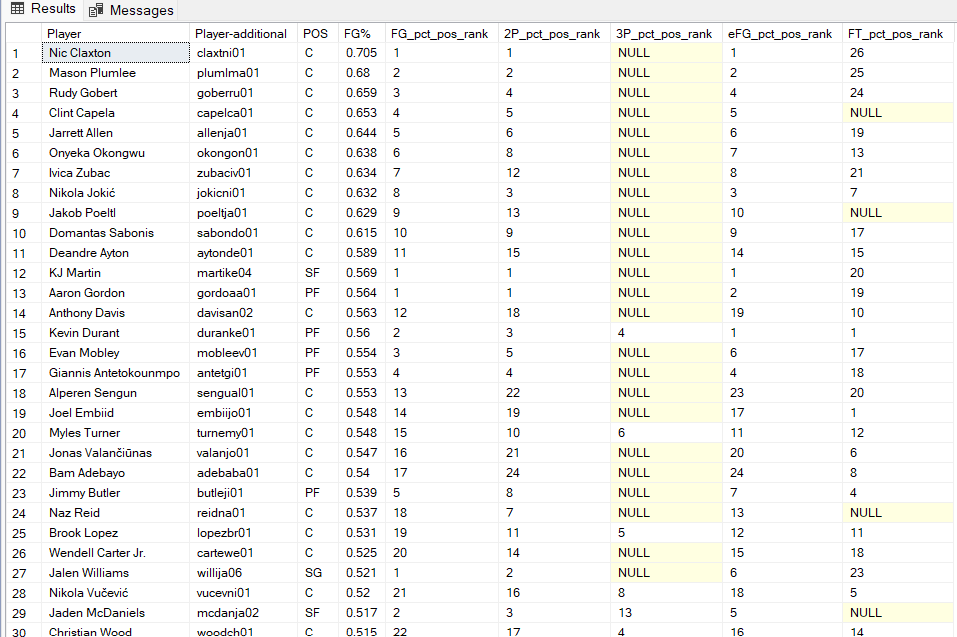 Results Messages
Player Player-additional POS FG% FG_pct_pos_rank 2P_pct_pos_rank 3P_pct_pos_rank eFG_pct_pos_rank FT_pct_pos_rank
1 Nic Claxton claxtni01 C 0.705 1 1 NULL 1 26
2 Mason Plumlee plumlma01 C 0.68 2 2 NULL 2 25
3 Rudy Gobert goberru01 C 0.659 3 4 NULL 4 24
4 Clint Capela capelca01 C 0.653 4 5 NULL 5 NULL
5 Jarrett Allen allenja01 C 0.644 5 6 NULL 6 19
6 Onyeka Okongwu okongon01 C 0.638 6 8 NULL 7 13
7 Ivica Zubac zubaciv01 C 0.634 7 12 NULL 8 21
8 Nikola Jokić jokicni01 C 0.632 8 3 NULL 3 7
9 Jakob Poeltl poeltja01 C 0.629 9 13 NULL 10 NULL
10 Domantas Sabonis sabondo01 C 0.615 10 9 NULL 9 17
11 Deandre Ayton aytonde01 C 0.589 11 15 NULL 14 15
12 KJ Martin martike04 SF 0.569 1 1 NULL 1 20
13 Aaron Gordon gordoaa01 PF 0.564 1 1 NULL 2 19
14 Anthony Davis davisan02 C 0.563 12 18 NULL 19 10
15 Kevin Durant duranke01 PF 0.56 2 3 4 1 1
16 Evan Mobley mobleev01 PF 0.554 3 5 NULL 6 17
17 Giannis Antetokounmpo antetgi01 PF 0.553 4 4 NULL 4 18
18 Alperen Sengun sengual01 C 0.553 13 22 NULL 23 20
19 Joel Embiid embiijo01 C 0.548 14 19 NULL 17 1
20 Myles Turner turnemy01 C 0.548 15 10 6 11 12
21 Jonas Valančiūnas valanjo01 C 0.547 16 21 NULL 20 6
22 Bam Adebayo adebaba01 C 0.54 17 24 NULL 24 8
23 Jimmy Butler butleji01 PF 0.539 5 8 NULL 7 4
24 Naz Reid reidna01 C 0.537 18 7 NULL 13 NULL
25 Brook Lopez lopezbr01 C 0.531 19 11 5 12 11
26 Wendell Carter Jr. cartewe01 C 0.525 20 14 NULL 15 18
27 Jalen Williams willija06 SG 0.521 1 2 NULL 6 23
28 Nikola Vučević vucevni01 C 0.52 21 16 8 18 5
29 Jaden McDaniels mcdanja02 SF 0.517 2 3 13 5 NULL
30 Christian Wood woodch01 C 0.515 22 17 4 16 14